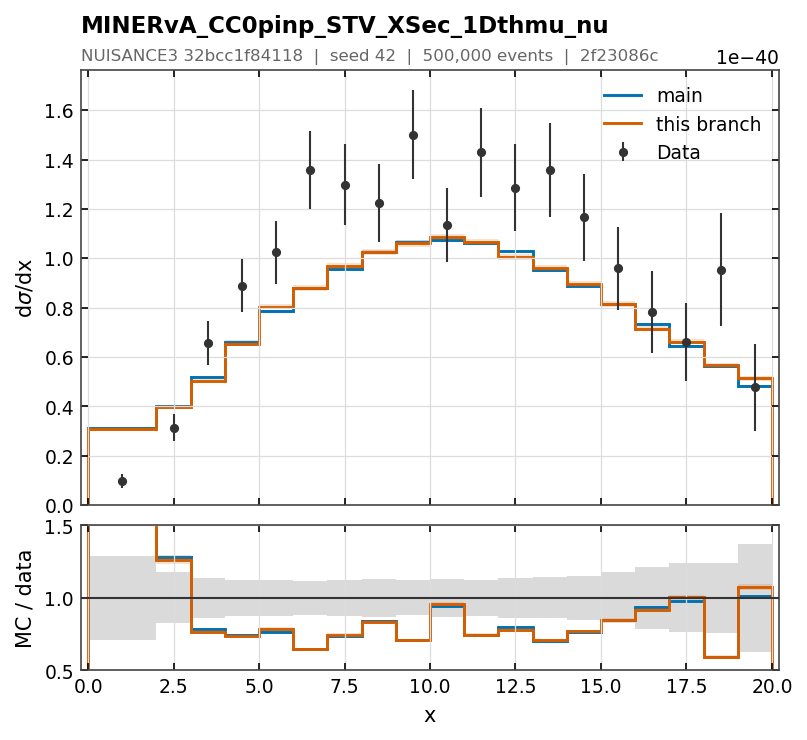 MINERvA_CC0pinp_STV_XSec_1Dthmu_nu
NUISANCE3 32bcc1f84118 | seed 42 | 500,000 events | 2f23086c
1e−40
main
this branch
Data
dσ/dx
1.6
1.4
1.2
1.0
0.8
0.6
0.4
0.2
0.0
MC / data
1.5
1.0
0.5
0.0 2.5 5.0 7.5 10.0 12.5 15.0 17.5 20.0
x